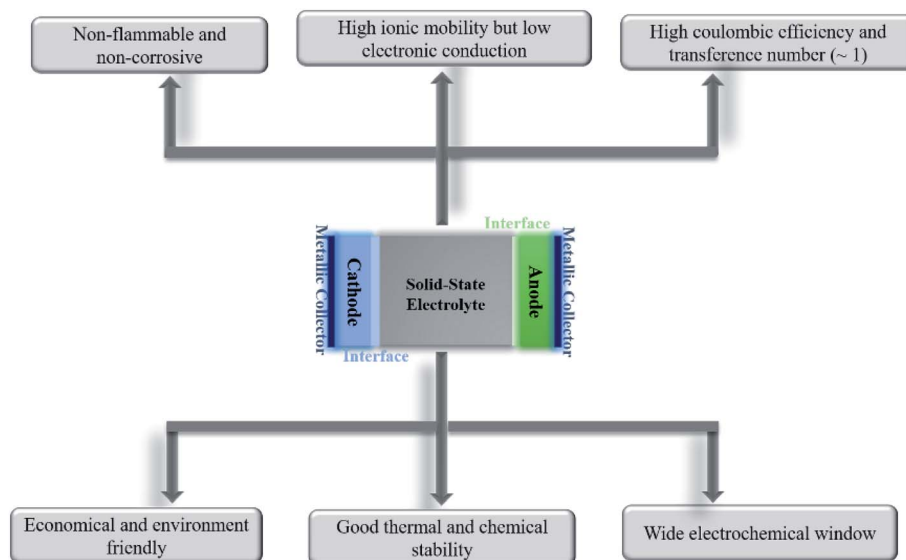 Non-flammable and
non-corrosive
High ionic mobility but low
electronic conduction
High coulombic efficiency and
transference number (~ 1)
Interface
Metallic Collector
Cathode
Solid-State
Electrolyte
Anode
Metallic Collector
Interface
Economical and environment
friendly
Good thermal and chemical
stability
Wide electrochemical window